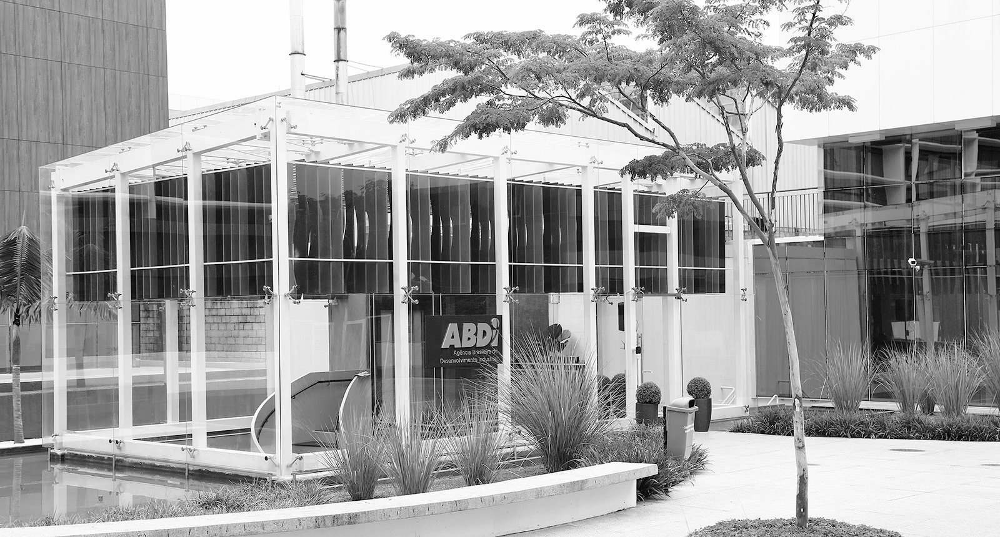 ABDi
Agência Brasileira de
Desenvolvimento Industrial